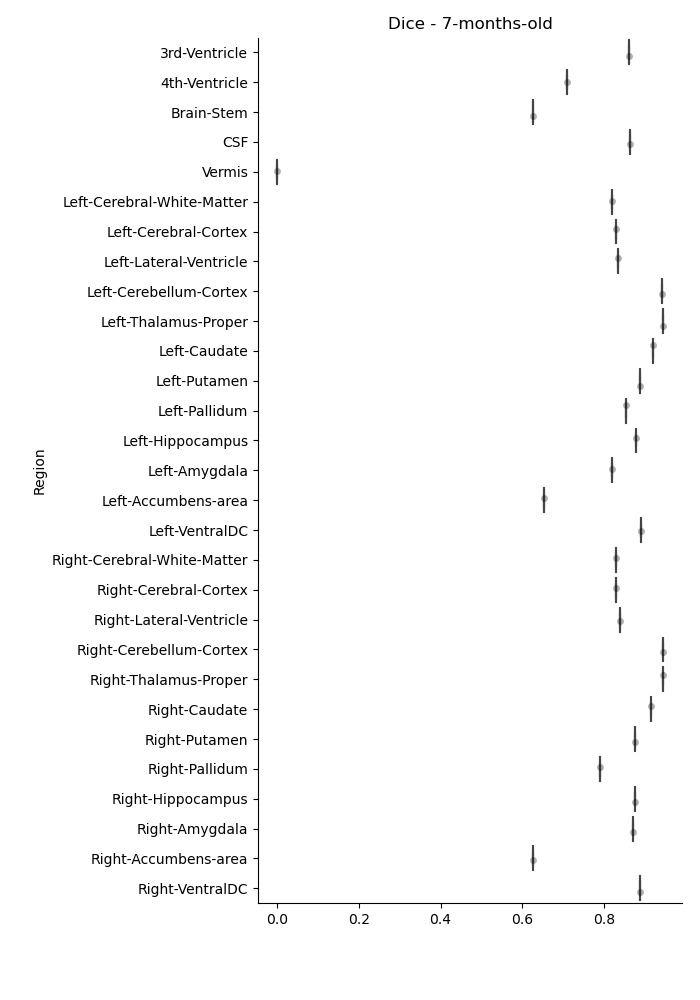 Dice - 7-months-old
3rd-Ventricle
4th-Ventricle
Brain-Stem
CSF
Vermis
Left-Cerebral-White-Matter
Left-Cerebral-Cortex
Left-Lateral-Ventricle
Left-Cerebellum-Cortex
Left-Thalamus-Proper
Left-Caudate
Left-Putamen
Left-Pallidum
Left-Hippocampus
Left-Amygdala
Left-Accumbens-area
Left-VentralDC
Right-Cerebral-White-Matter
Right-Cerebral-Cortex
Right-Lateral-Ventricle
Right-Cerebellum-Cortex
Right-Thalamus-Proper
Right-Caudate
Right-Putamen
Right-Pallidum
Right-Hippocampus
Right-Amygdala
Right-Accumbens-area
Right-VentralDC
Region
0.0 0.2 0.4 0.6 0.8